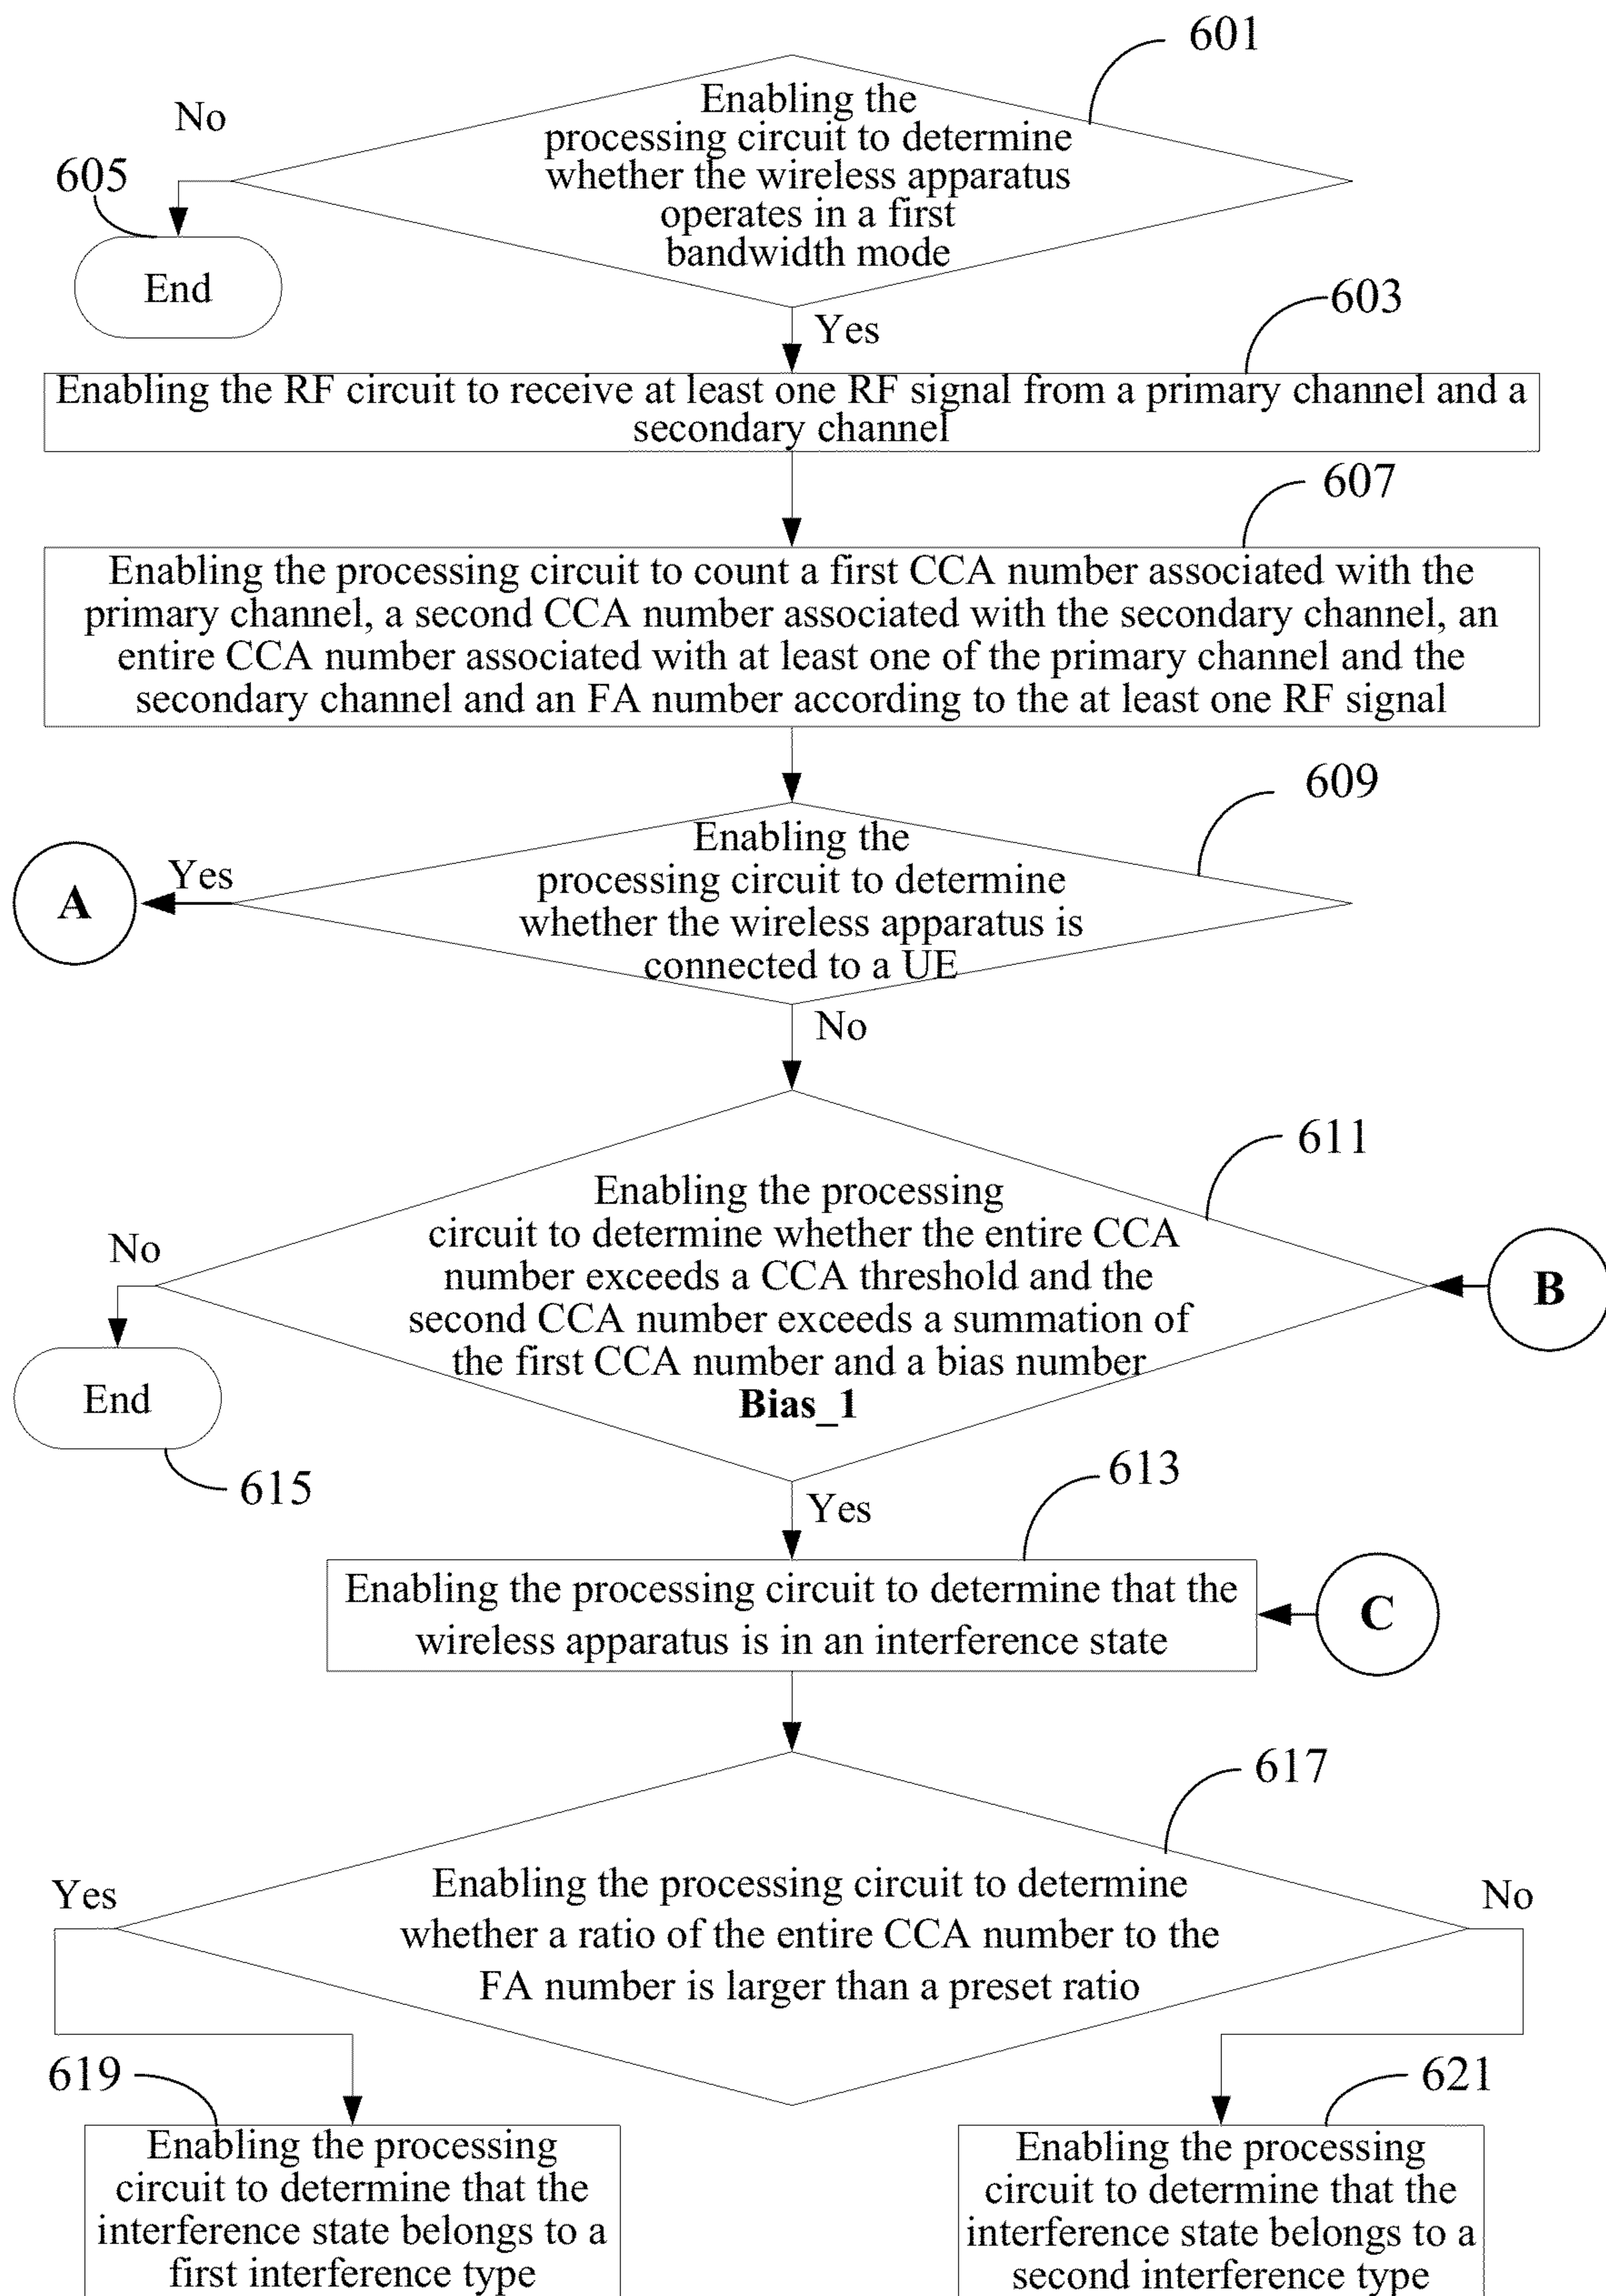 601
Enabling the
processing circuit to determine
whether the wireless apparatus
operates in a first
bandwidth mode
No
605
End
603
Yes
Enabling the RF circuit to receive at least one RF signal from a primary channel and a
secondary channel
607
Enabling the processing circuit to count a first CCA number associated with the
primary channel, a second CCA number associated with the secondary channel, an
entire CCA number associated with at least one of the primary channel and the
secondary channel and an FA number according to the at least one RF signal
609
Enabling the
processing circuit to determine
whether the wireless apparatus is
connected to a UE
Yes
A
No
611
Enabling the processing
circuit to determine whether the entire CCA
number exceeds a CCA threshold and the
second CCA number exceeds a summation of
the first CCA number and a bias number
Bias_1
No
B
End
615
613
Yes
Enabling the processing circuit to determine that the
wireless apparatus is in an interference state
C
617
Enabling the processing circuit to determine
whether a ratio of the entire CCA number to the
FA number is larger than a preset ratio
Yes
No
619
621
Enabling the processing
circuit to determine that the
interference state belongs to a
first interference type
Enabling the processing
circuit to determine that the
interference state belongs to a
second interference type